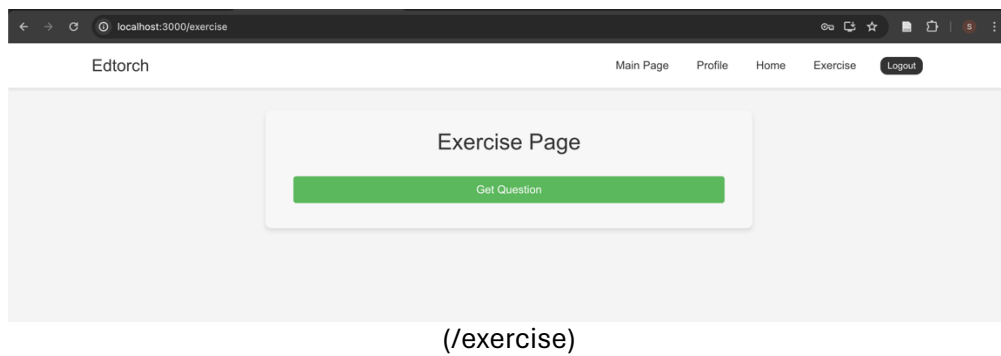 localhost:3000/exercise
S
Edtorch
Main Page Profile Home Exercise Logout
Exercise Page
Get Question
(/exercise)